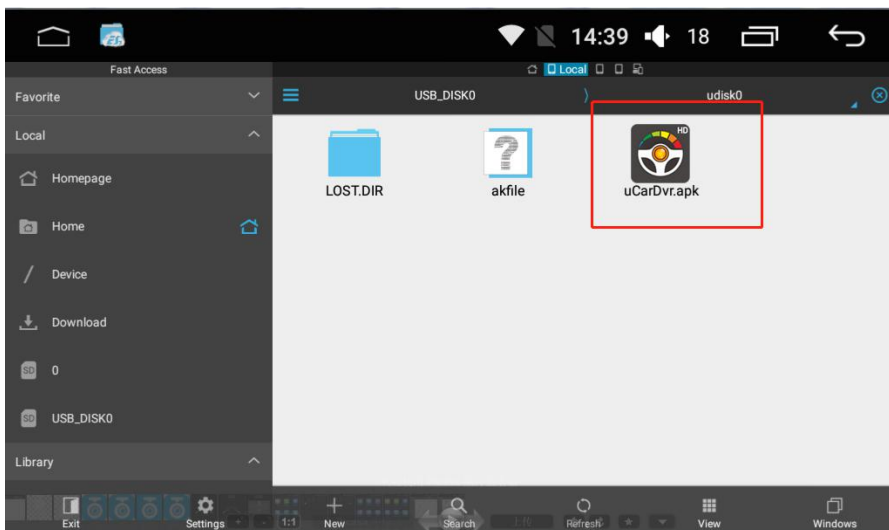 14:39 18
Fast Access
Local
Favorite
USB_DISK0
udisk0
Local
Homepage
Home
Device
Download
0
USB_DISK0
Library
HD
LOST.DIR
akfile
uCarDvr.apk
Exit
Settings
1:1
New
Search
Refresh
View
Windows